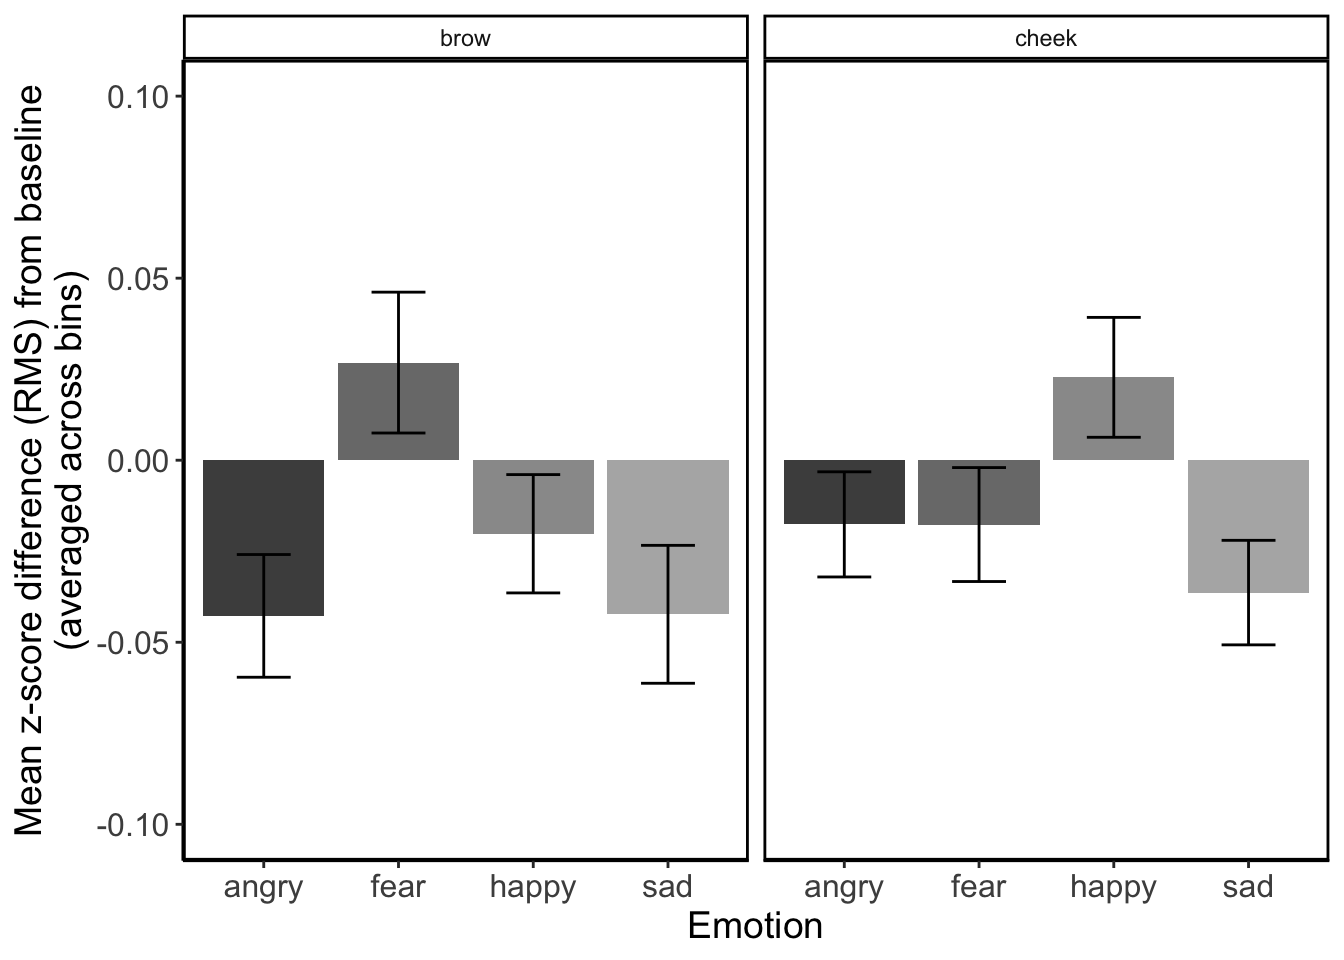 brow
cheek
Mean z-score difference (RMS) from baseline
(averaged across bins)
0.10
0.05
0.00
-0.05
-0.10
angry fear happy sad
angry fear happy sad
Emotion